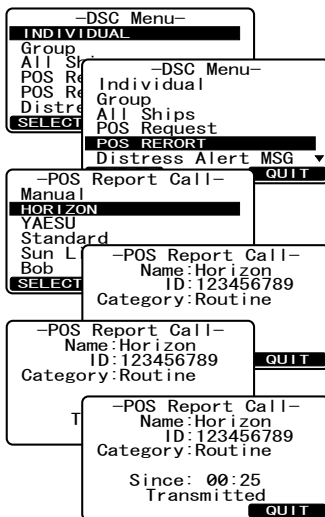 -DSC Menu-
INDIVIDUAL
Group
All Sh
POS Re
POS Re
Distre
SELECT
-DSC Menu-
Individual
Group
All Ships
POS Request
POS RERORT
Distress Alert MSG ▼
QUIT
-POS Report Call-
Manual
HORIZON
YAESU
Standard
Sun L
Bob
SELECT
-POS Report Call-
Name:Horizon
ID:123456789
Category:Routine
QUIT
-POS Report Call-
Name:Horizon
ID:123456789
Category:Routine
T
-POS Report Call-
Name:Horizon
ID:123456789
Category:Routine
Since: 00:25
Transmitted
QUIT